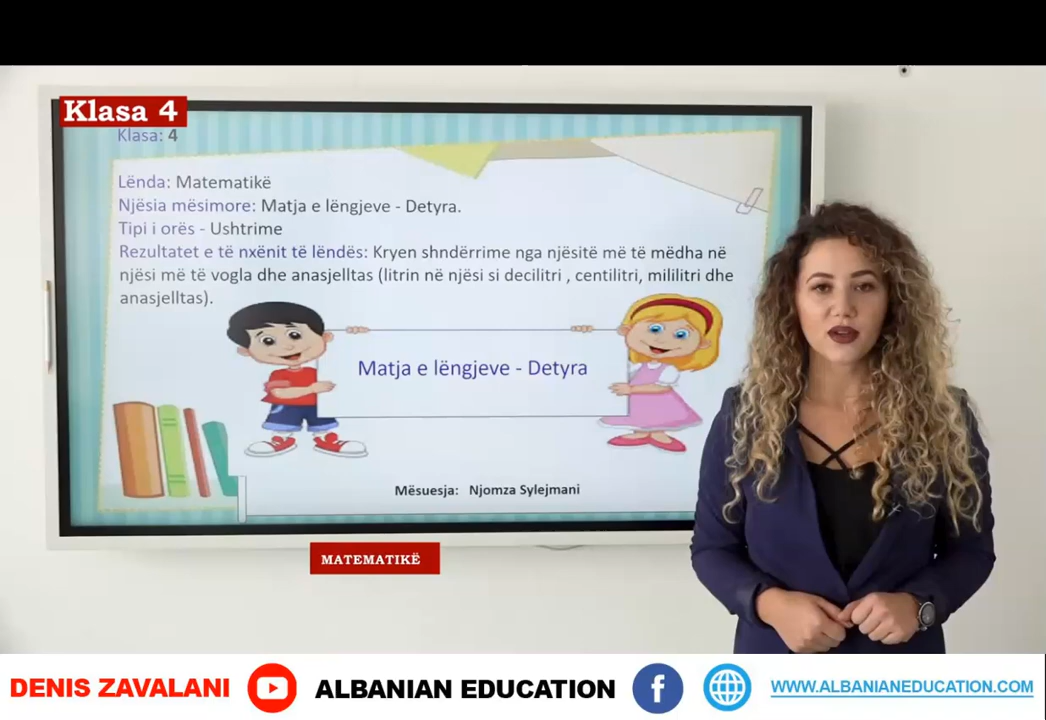 Klasa 4
Klasa: 4
Lënda: Matematikë
Njësia mësimore: Matja e lëngjeve - Detyra.
Tipi i orës - Ushtrime
Rezultatet e të nxënit të lëndës: Kryen shndërrime nga njësitë më të mëdha në
njësi më të vogla dhe anasjelltas (litrin në njësi si decilitri , centilitri, mililitri dhe
anasjelltas).
Matja e lëngjeve - Detyra
Mësuesja: Njomza Sylejmani
MATEMATIKË
DENIS ZAVALANI ALBANIAN EDUCATION WWW.ALBANIANEDUCATION.COM